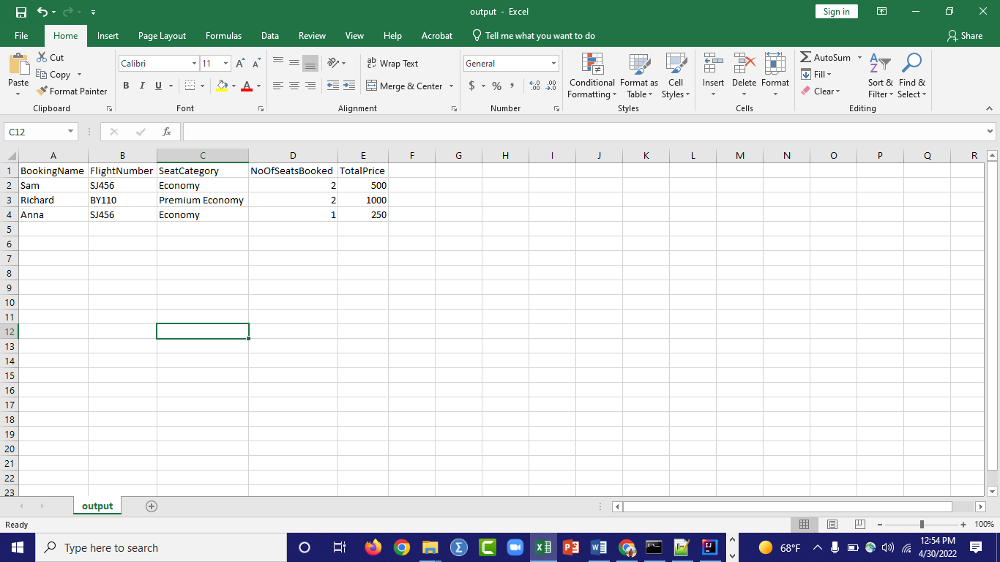 output - Excel
Sign in
File Home Insert Page Layout Formulas Data Review View Help Acrobat Tell me what you want to do Share
Cut
Copy
Format Painter
Paste
Clipboard
Calibri 11 A A
B I U A
Font
ab Wrap Text
Merge & Center
Alignment
General
$ % , .00 .0
Number
Conditional Formatting
Format as Table
Cell Styles
Styles
Insert Delete Format
Cells
AutoSum
Fill
Clear
Sort & Filter
Find & Select
Editing
C12 fx
A B C D E F G H I J K L M N O P Q R
1 BookingName FlightNumber SeatCategory NoOfSeatsBooked TotalPrice
2 Sam SJ456 Economy 2 500
3 Richard BY110 Premium Economy 2 1000
4 Anna SJ456 Economy 1 250
5
6
7
8
9
10
11
12
13
14
15
16
17
18
19
20
21
22
23
output
Ready 100%
Type here to search
68°F
12:54 PM
4/30/2022